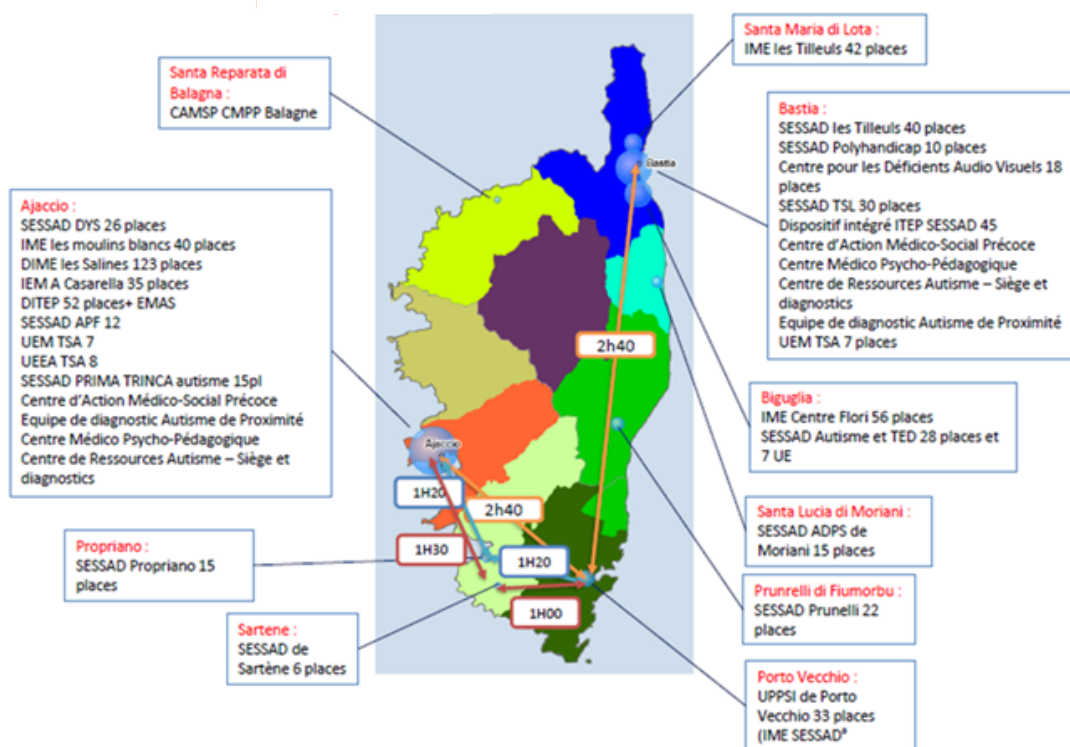 Santa Maria di Lota :
IME les Tilleuls 42 places
Santa Reparata di
Balagna :
CAMSP CMPP Balagne
Bastia :
SESSAD les Tilleuls 40 places
SESSAD Polyhandicap 10 places
Centre pour les Déficients Audio Visuels 18
places
SESSAD TSL 30 places
Dispositif intégré ITEP SESSAD 45
Centre d'Action Médico-Social Précoce
Centre Médico Psycho-Pédagogique
Centre de Ressources Autisme – Siège et
diagnostics
Equipe de diagnostic Autisme de Proximité
UEM TSA 7 places
Bastia
Ajaccio :
SESSAD DYS 26 places
IME les moulins blancs 40 places
DIME les Salines 123 places
IEM A Casarella 35 places
DITEP 52 places+ EMAS
SESSAD APF 12
UEM TSA 7
UEEA TSA 8
SESSAD PRIMA TRINCA autisme 15pl
Centre d'Action Médico-Social Précoce
Equipe de diagnostic Autisme de Proximité
Centre Médico Psycho-Pédagogique
Centre de Ressources Autisme – Siège et
diagnostics
2h40
Biguglia :
IME Centre Flori 56 places
SESSAD Autisme et TED 28 places et
7 UE
Ajaccio
1H20
2h40
1H30
1H20
1H00
Santa Lucia di Moriani :
SESSAD ADPS de
Moriani 15 places
Propriano :
SESSAD Propriano 15
places
Prunrelli di Fiumorbu :
SESSAD Prunelli 22
places
Sartene :
SESSAD de
Sartène 6 places
Porto Vecchio :
UPPSI de Porto
Vecchio 33 places
(IME SESSAD°